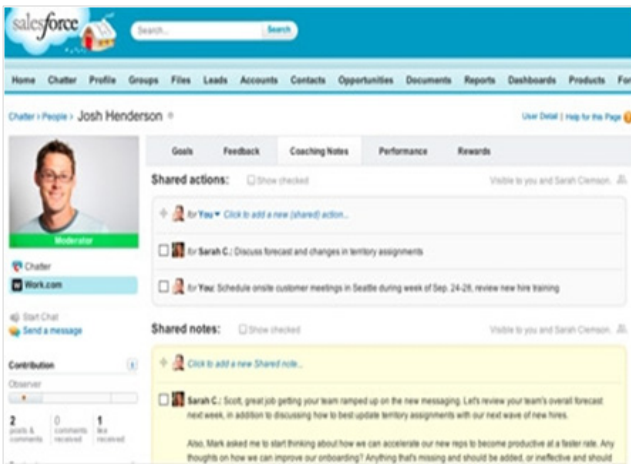 salesforce
Search...
Search
Home Chatter Profile Groups Files Leads Accounts Contacts Opportunities Documents Reports Dashboards Products For
Chatter › People › Josh Henderson
User Detail | Help for this Page
Goals Feedback Coaching Notes Performance Rewards
Shared actions: Show checked Visible to you and Sarah Clemson.
for You Click to add a new (shared) action...
for Sarah C.: Discuss forecast and changes in territory assignments
for You: Schedule onsite customer meetings in Seattle during week of Sep. 24-26, review new hire training
Moderator
Chatter
Work.com
Start Chat
Send a message
Shared notes: Show checked Visible to you and Sarah Clemson.
Click to add a new Shared note...
Sarah C.: Scott, great job getting your team ramped up on the new messaging. Let's review your team's overall forecast
next week, in addition to discussing how to best update territory assignments with our next wave of new hires.
Also, Mark asked me to start thinking about how we can accelerate our new reps to become productive at a faster rate. Any
thoughts on how we can improve our onboarding? Anything that's missing and should be added, or ineffective and should
Contribution
Observer
2 0 1
posts & comments likes
comments received received